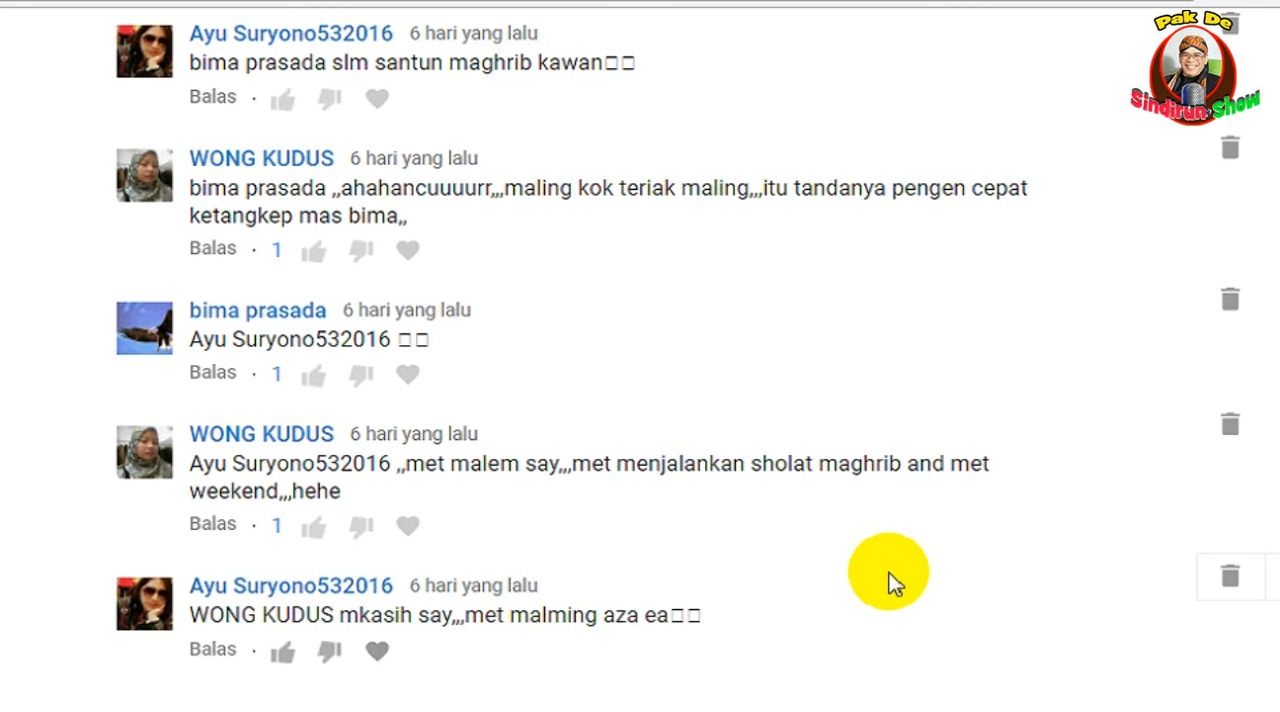 Pak De
Sindirun Show
Ayu Suryono532016 6 hari yang lalu
bima prasada slm santun maghrib kawan
Balas ·
WONG KUDUS 6 hari yang lalu
bima prasada ,,ahahancuuuurr,,,maling kok teriak maling,,,itu tandanya pengen cepat
ketangkep mas bima,,
Balas · 1
bima prasada 6 hari yang lalu
Ayu Suryono532016
Balas · 1
WONG KUDUS 6 hari yang lalu
Ayu Suryono532016 ,,met malem say,,,met menjalankan sholat maghrib and met
weekend,,,hehe
Balas · 1
Ayu Suryono532016 6 hari yang lalu
WONG KUDUS mkasih say,,,met malming aza ea
Balas ·